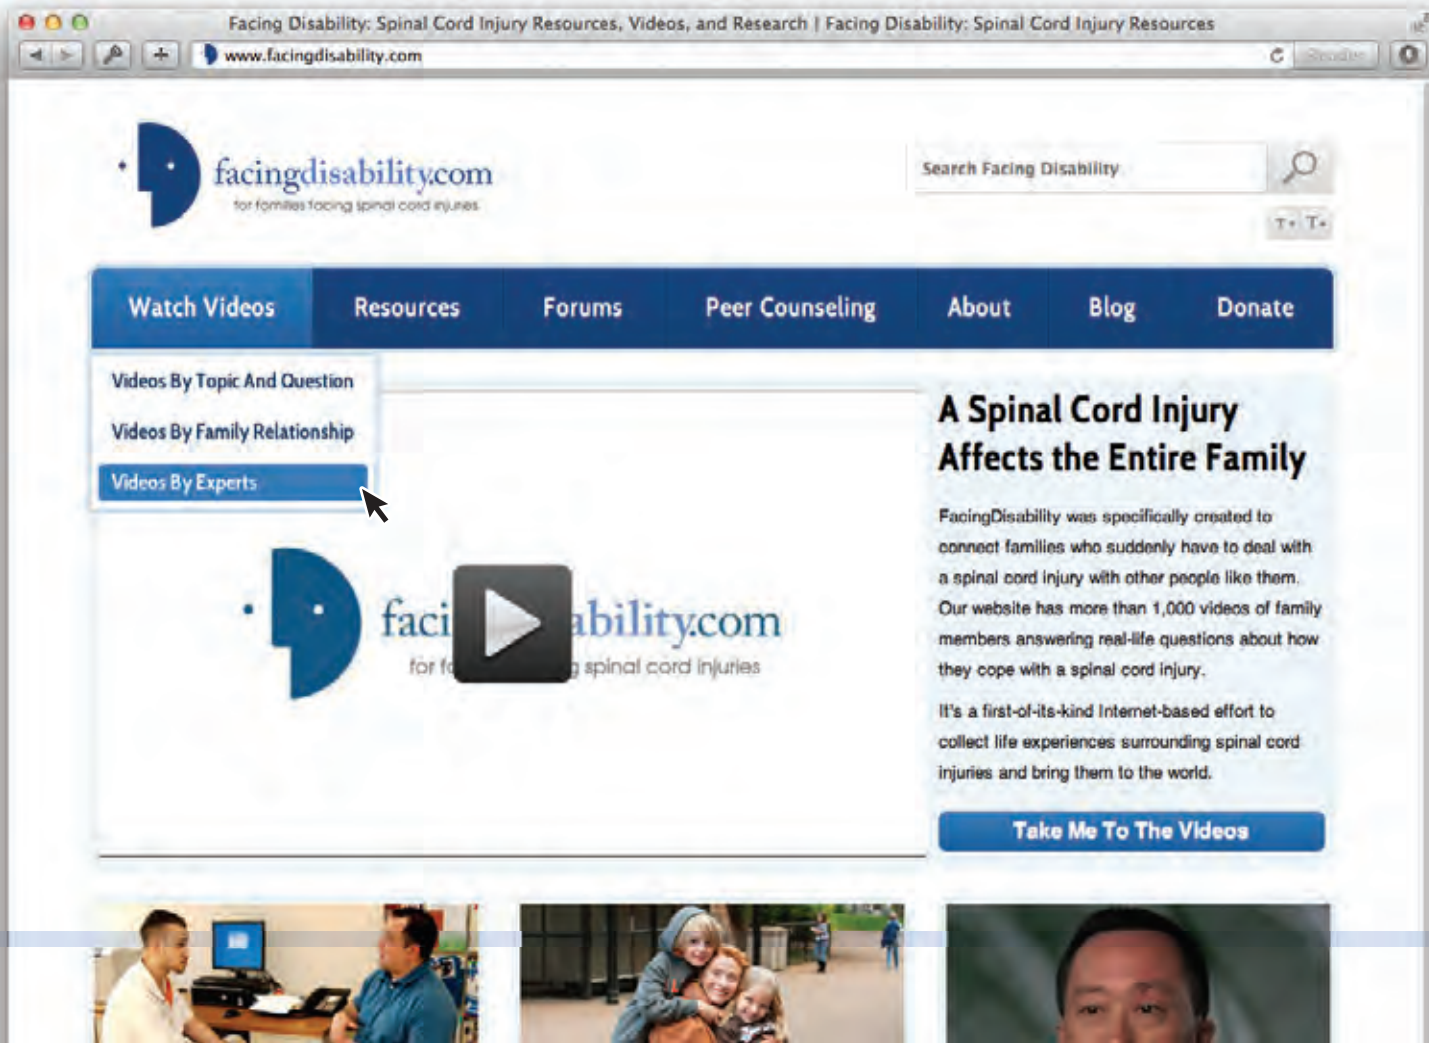 Facing Disability: Spinal Cord Injury Resources, Videos, and Research | Facing Disability: Spinal Cord Injury Resources
www.facingdisability.com
Reader
facingdisability.com
for families facing spinal cord injuries
Search Facing Disability
T- T+
Watch Videos Resources Forums Peer Counseling About Blog Donate
Videos By Topic And Question
Videos By Family Relationship
Videos By Experts
faci ability.com
for fa g spinal cord injuries
A Spinal Cord Injury
Affects the Entire Family
FacingDisability was specifically created to
connect families who suddenly have to deal with
a spinal cord injury with other people like them.
Our website has more than 1,000 videos of family
members answering real-life questions about how
they cope with a spinal cord injury.
It's a first-of-its-kind Internet-based effort to
collect life experiences surrounding spinal cord
injuries and bring them to the world.
Take Me To The Videos